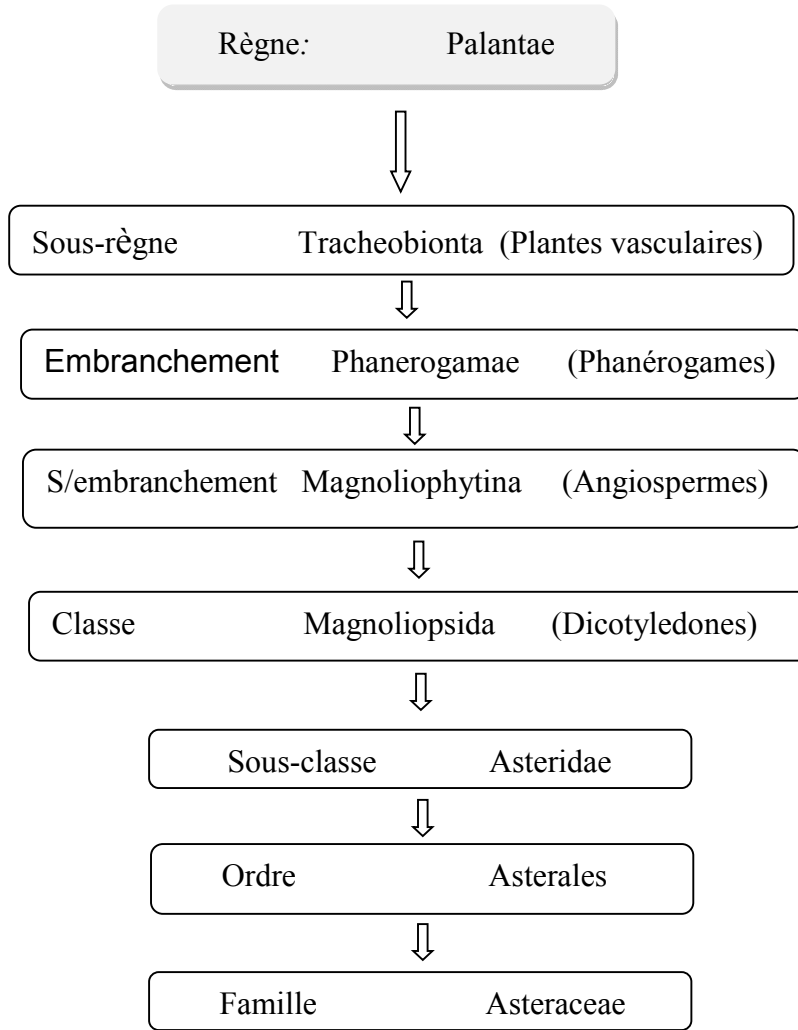 Règne: Palantae
Sous-règne Tracheobionta (Plantes vasculaires)
Embranchement Phanerogamae (Phanérogames)
S/embranchement Magnoliophytina (Angiospermes)
Classe Magnoliopsida (Dicotyledones)
Sous-classe Asteridae
Ordre Asterales
Famille Asteraceae